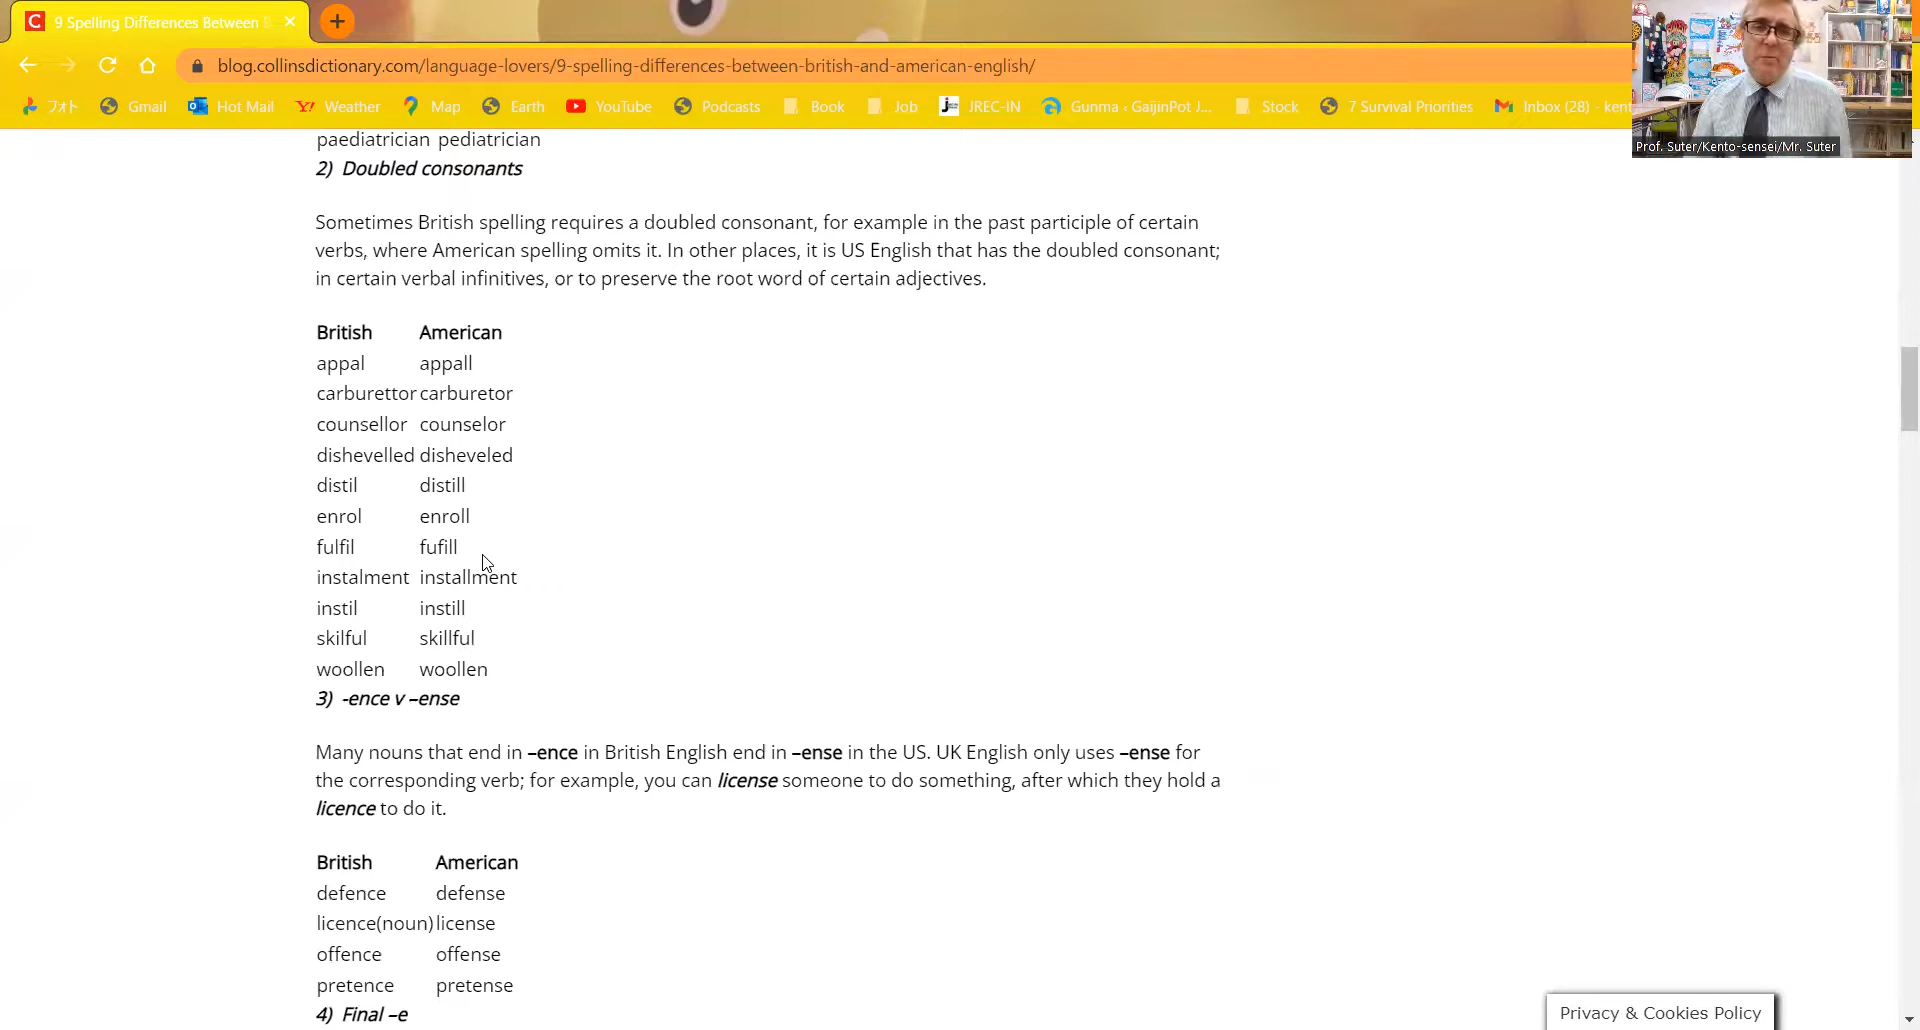 9 Spelling Differences Between B
blog.collinsdictionary.com/language-lovers/9-spelling-differences-between-british-and-american-english/
フォト Gmail Hot Mail Weather Map Earth YouTube Podcasts Book Job JREC-IN Gunma ‹ GaijinPot J... Stock 7 Survival Priorities Inbox (28) - kent
Prof. Suter/Kento-sensei/Mr. Suter
paediatrician pediatrician
2) Doubled consonants
Sometimes British spelling requires a doubled consonant, for example in the past participle of certain
verbs, where American spelling omits it. In other places, it is US English that has the doubled consonant;
in certain verbal infinitives, or to preserve the root word of certain adjectives.
British American
appal appall
carburettor carburetor
counsellor counselor
dishevelled disheveled
distil distill
enrol enroll
fulfil fufill
instalment installment
instil instill
skilful skillful
woollen woollen
3) -ence v –ense
Many nouns that end in –ence in British English end in –ense in the US. UK English only uses –ense for
the corresponding verb; for example, you can license someone to do something, after which they hold a
licence to do it.
British American
defence defense
licence(noun) license
offence offense
pretence pretense
4) Final –e
Privacy & Cookies Policy